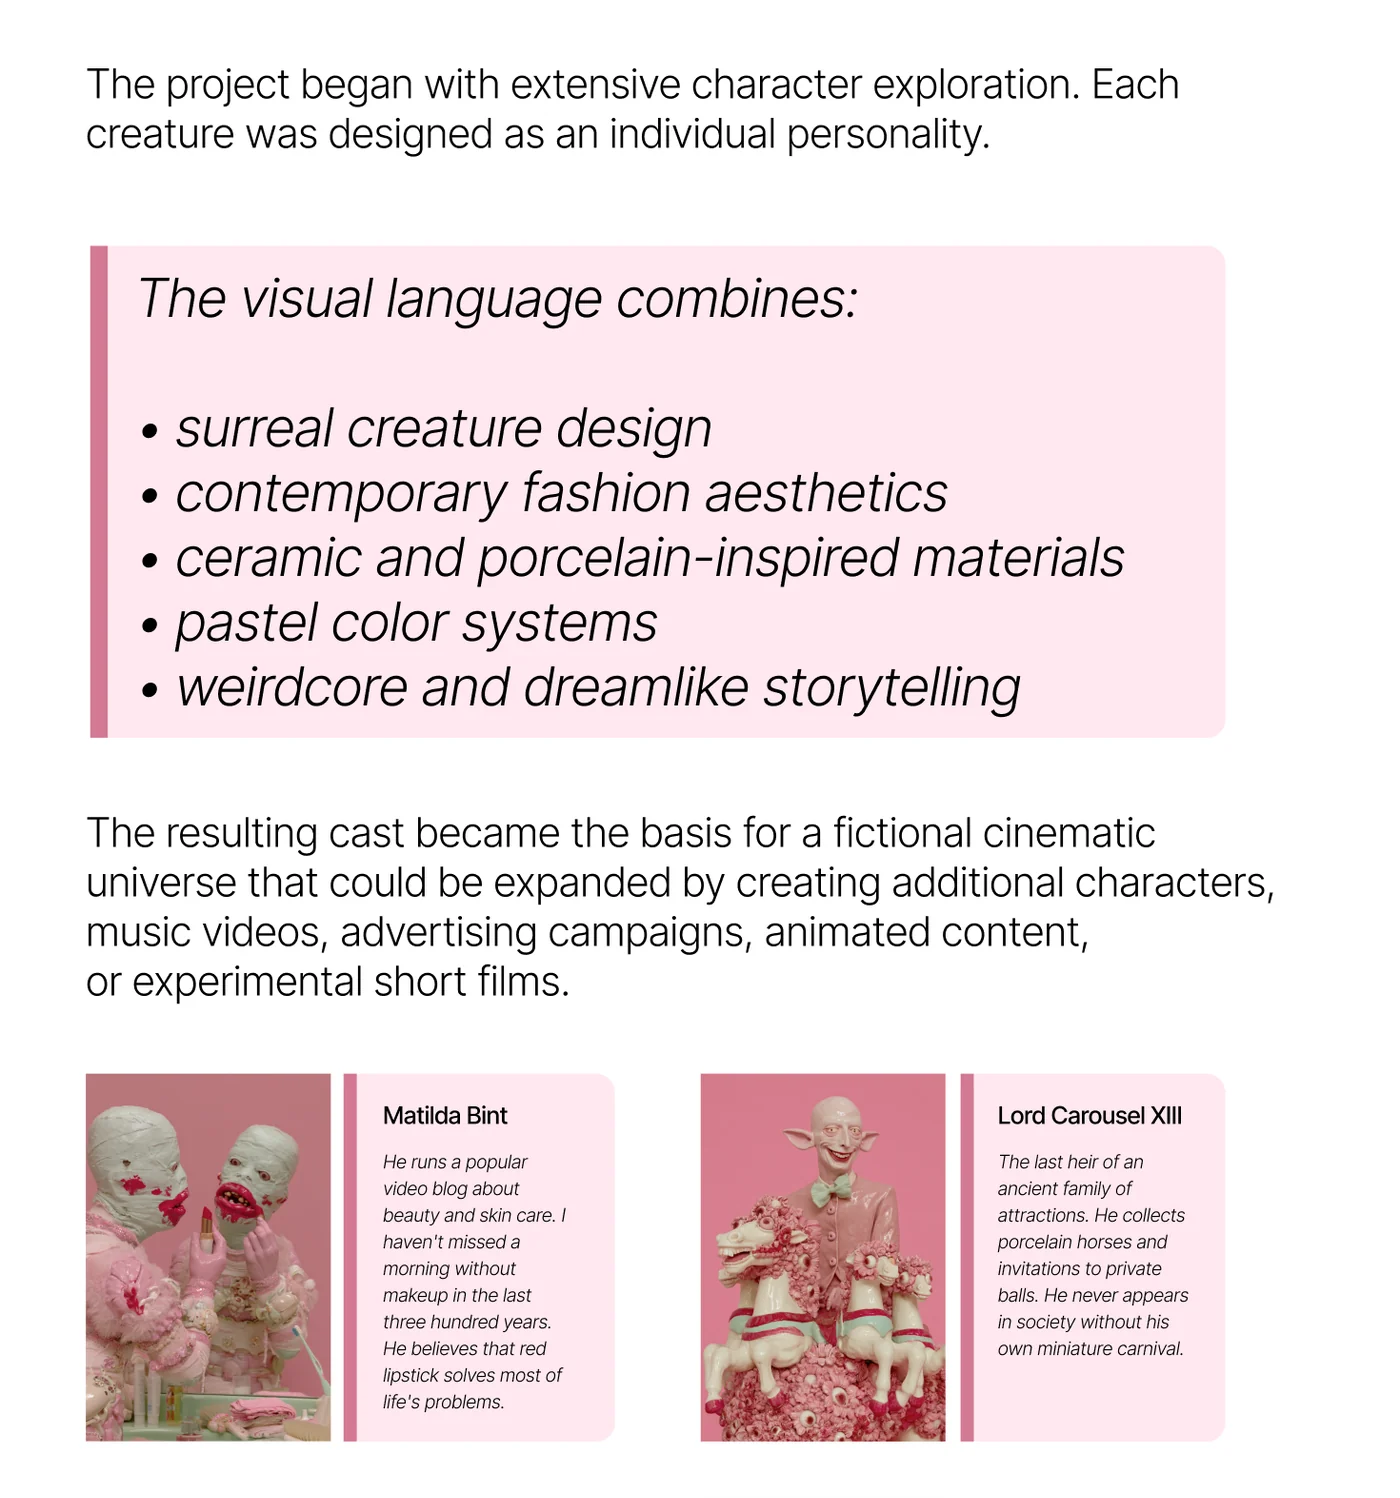 The project began with extensive character exploration. Each
creature was designed as an individual personality.
The visual language combines:
• surreal creature design
• contemporary fashion aesthetics
• ceramic and porcelain-inspired materials
• pastel color systems
• weirdcore and dreamlike storytelling
The resulting cast became the basis for a fictional cinematic
universe that could be expanded by creating additional characters,
music videos, advertising campaigns, animated content,
or experimental short films.
Matilda Bint
He runs a popular
video blog about
beauty and skin care. I
haven't missed a
morning without
makeup in the last
three hundred years.
He believes that red
lipstick solves most of
life's problems.
Lord Carousel XIII
The last heir of an
ancient family of
attractions. He collects
porcelain horses and
invitations to private
balls. He never appears
in society without his
own miniature carnival.